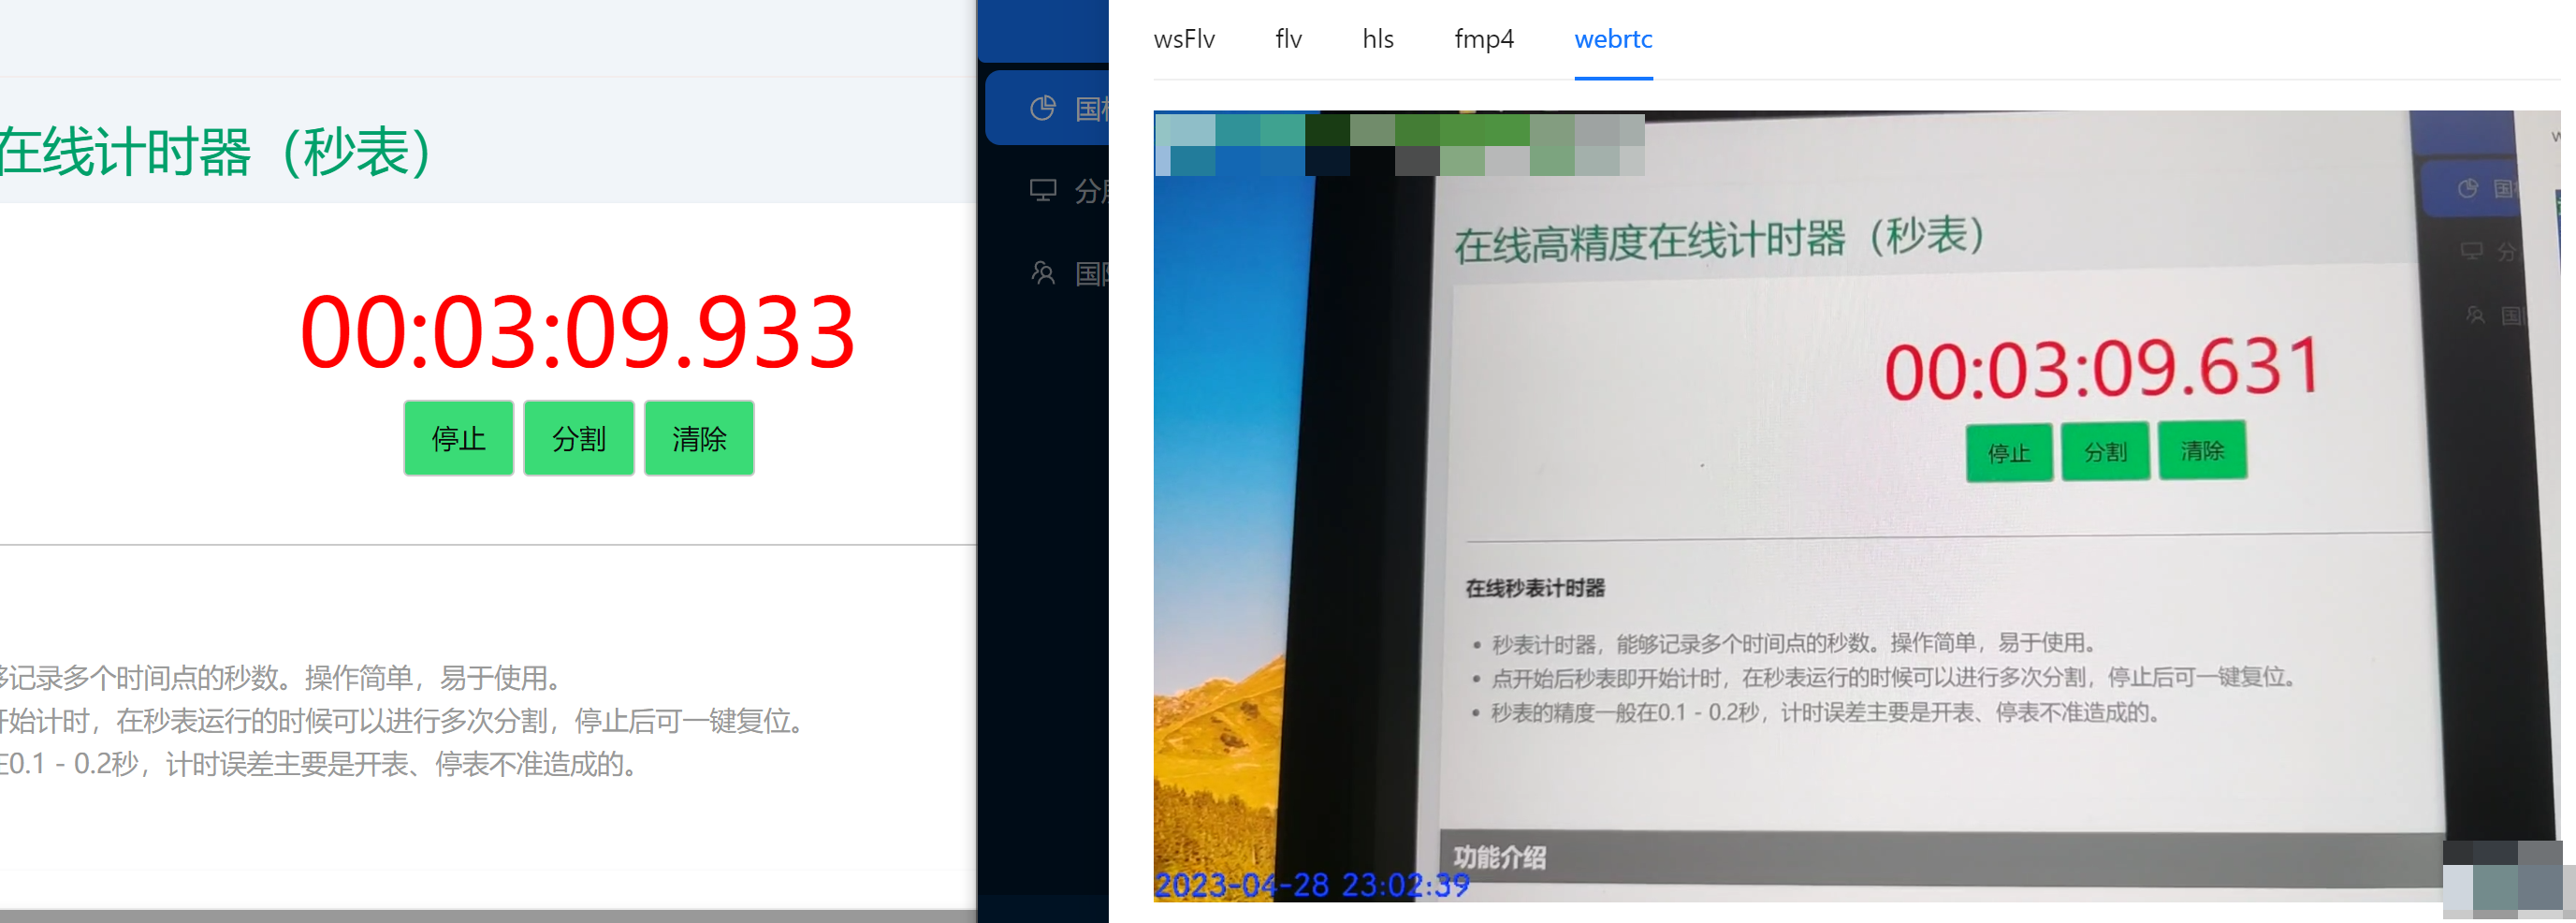 在线计时器（秒表）
00:03:09.933
停止 分割 清除
记录多个时间点的秒数。操作简单，易于使用。
始计时，在秒表运行的时候可以进行多次分割，停止后可一键复位。
0.1 - 0.2秒，计时误差主要是开表、停表不准造成的。
国
分
国
wsFlv flv hls fmp4 webrtc
在线高精度在线计时器（秒表）
00:03:09.631
停止 分割 清除
在线秒表计时器
• 秒表计时器，能够记录多个时间点的秒数。操作简单，易于使用。
• 点开始后秒表即开始计时，在秒表运行的时候可以进行多次分割，停止后可一键复位。
• 秒表的精度一般在0.1 - 0.2秒，计时误差主要是开表、停表不准造成的。
功能介绍
2023-04-28 23:02:39
国
分
国